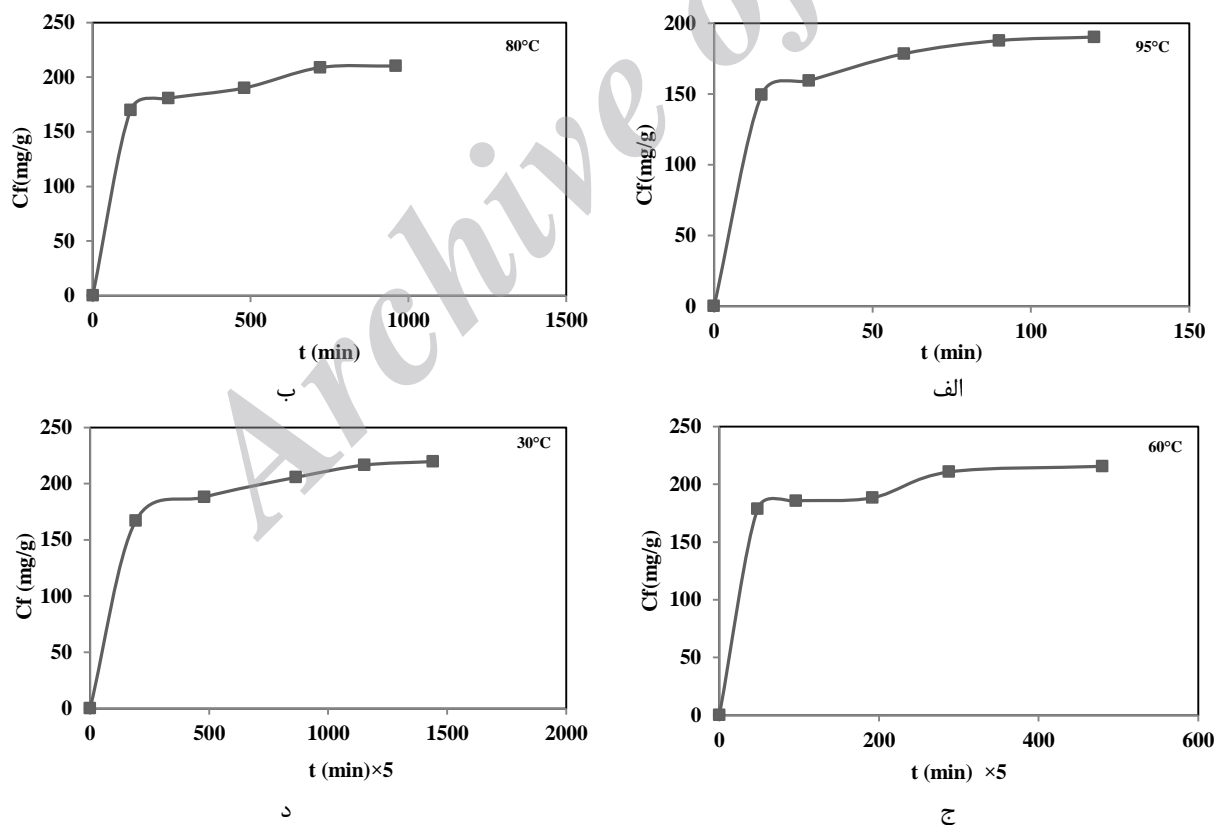 250
200
150
100
50
0
Cf(mg/g)
80°C
0 500 1000 1500
t (min)
ب
200
150
100
50
0
Cf(mg/g)
95°C
0 50 100 150
t (min)
الف
250
200
150
100
50
0
Cf (mg/g)
30°C
0 500 1000 1500 2000
t (min)×5
د
250
200
150
100
50
0
Cf(mg/g)
60°C
0 200 400 600
t (min) ×5
ج
Archive of